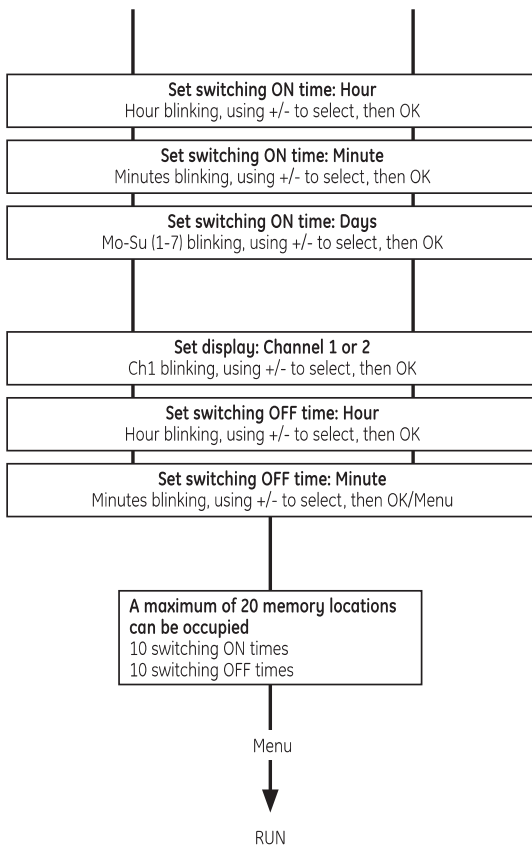 Set switching ON time: Hour
Hour blinking, using +/- to select, then OK
Set switching ON time: Minute
Minutes blinking, using +/- to select, then OK
Set switching ON time: Days
Mo-Su (1-7) blinking, using +/- to select, then OK
Set display: Channel 1 or 2
Ch1 blinking, using +/- to select, then OK
Set switching OFF time: Hour
Hour blinking, using +/- to select, then OK
Set switching OFF time: Minute
Minutes blinking, using +/- to select, then OK/Menu
A maximum of 20 memory locations
can be occupied
10 switching ON times
10 switching OFF times
Menu
RUN